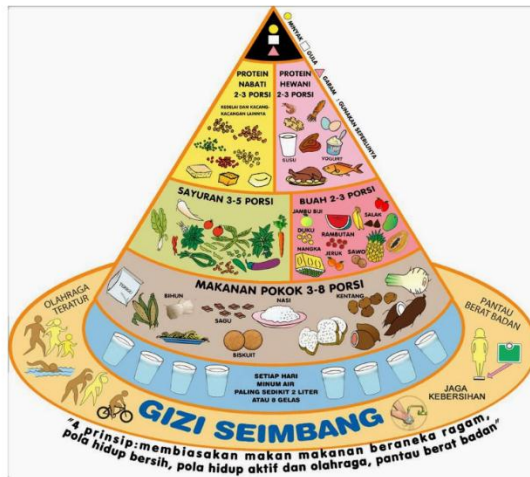 MINYAK GULA GARAM : GUNAKAN SEPERLUNYA
PROTEIN
NABATI
2-3 PORSI
KEDELAI DAN KACANG-
KACANGAN LAINNYA
PROTEIN
HEWANI
2-3 PORSI
SUSU
YOGURT
SAYURAN 3-5 PORSI
BUAH 2-3 PORSI
JAMBU BIJI
SALAK
DUKU
RAMBUTAN
NANGKA
JERUK
SAWO
MAKANAN POKOK 3-8 PORSI
BIHUN
NASI
KENTANG
SAGU
BISKUIT
OLAHRAGA
TERATUR
PANTAU
BERAT BADAN
SETIAP HARI
MINUM AIR
PALING SEDIKIT 2 LITER
ATAU 8 GELAS
JAGA
KEBERSIHAN
GIZI SEIMBANG
"4 prinsip:membiasakan makan makanan beraneka ragam,
pola hidup bersih, pola hidup aktif dan olahraga, pantau berat badan"